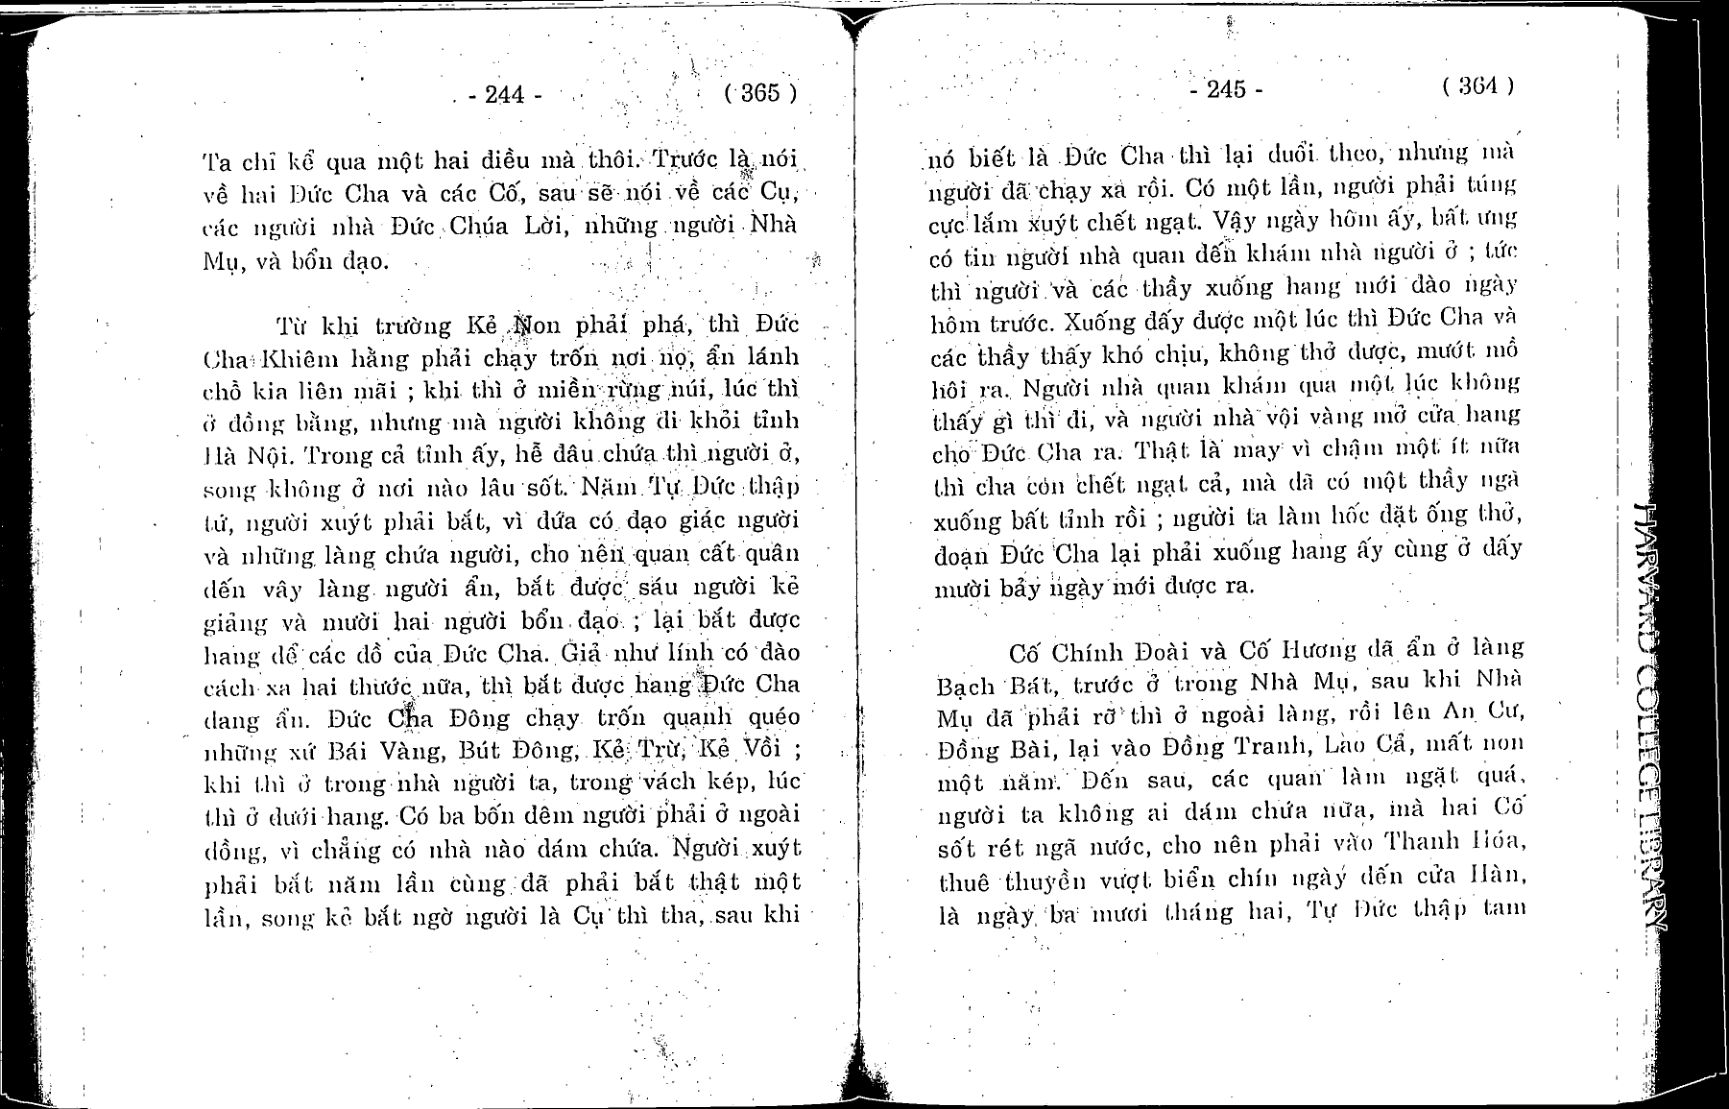 - 244 - ( 365 )
Ta chỉ kể qua một hai điều mà thôi. Trước là nói
về hai Đức Cha và các Cố, sau sẽ nói về các Cụ,
các người nhà Đức Chúa Lời, những người Nhà
Mụ, và bổn đạo.
Từ khi trường Kẻ Non phải phá, thì Đức
Cha Khiêm hằng phải chạy trốn nơi nọ, ẩn lánh
chỗ kia liên mãi ; khi thì ở miền rừng núi, lúc thì
ở đồng bằng, nhưng mà người không đi khỏi tỉnh
Hà Nội. Trong cả tỉnh ấy, hễ đâu chứa thì người ở,
song không ở nơi nào lâu sốt. Năm Tự Đức thập
tứ, người xuýt phải bắt, vì đứa có đạo giác người
và những làng chứa người, cho nên quan cất quân
đến vây làng người ẩn, bắt được sáu người kẻ
giảng và mười hai người bổn đạo ; lại bắt được
hang để các đồ của Đức Cha. Giả như lính có đào
cách xa hai thước nữa, thì bắt được hang Đức Cha
đang ẩn. Đức Cha Đông chạy trốn quanh quéo
những xứ Bái Vàng, Bút Đông, Kẻ Trừ, Kẻ Vồi ;
khi thì ở trong nhà người ta, trong vách kép, lúc
thì ở dưới hang. Có ba bốn đêm người phải ở ngoài
đồng, vì chẳng có nhà nào dám chứa. Người xuýt
phải bắt năm lần cùng đã phải bắt thật một
lần, song kẻ bắt ngờ người là Cụ thì tha, sau khi
- 245 - ( 364 )
nó biết là Đức Cha thì lại đuổi theo, nhưng mà
người đã chạy xa rồi. Có một lần, người phải túng
cực lắm xuýt chết ngạt. Vậy ngày hôm ấy, bất ưng
có tin người nhà quan đến khám nhà người ở ; tức
thì người và các thầy xuống hang mới đào ngày
hôm trước. Xuống đấy được một lúc thì Đức Cha và
các thầy thấy khó chịu, không thở được, mướt mồ
hôi ra. Người nhà quan khám qua một lúc không
thấy gì thì đi, và người nhà vội vàng mở cửa hang
cho Đức Cha ra. Thật là may vì chậm một ít nữa
thì cha con chết ngạt cả, mà đã có một thầy ngã
xuống bất tỉnh rồi ; người ta làm hốc đặt ống thở,
đoạn Đức Cha lại phải xuống hang ấy cùng ở đấy
mười bảy ngày mới được ra.
Cố Chính Đoài và Cố Hương đã ẩn ở làng
Bạch Bát, trước ở trong Nhà Mụ, sau khi Nhà
Mụ đã phải rỡ thì ở ngoài làng, rồi lên An Cư,
Đồng Bài, lại vào Đồng Tranh, Lào Cả, mất non
một năm. Đến sau, các quan làm ngặt quá,
người ta không ai dám chứa nữa, mà hai Cố
sốt rét ngã nước, cho nên phải vào Thanh Hóa,
thuê thuyền vượt biển chín ngày đến cửa Hàn,
là ngày ba mươi tháng hai, Tự Đức thập tam
HARVARD COLLEGE LIBRARY